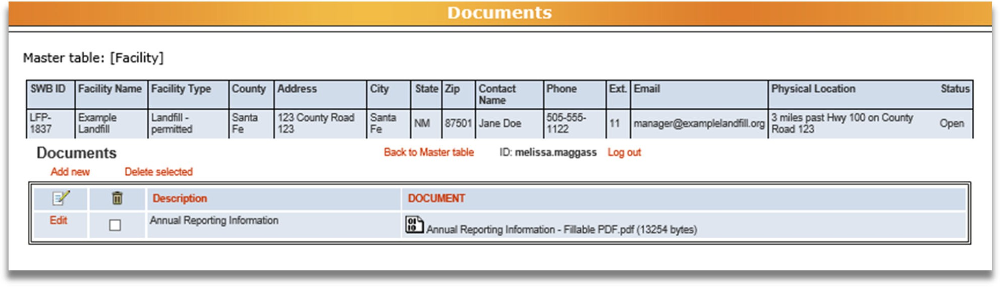 Documents
Master table: [Facility]
SWB ID Facility Name Facility Type County Address City State Zip Contact Name Phone Ext. Email Physical Location Status
LFP-1837 Example Landfill Landfill - permitted Santa Fe 123 County Road 123 Santa Fe NM 87501 Jane Doe 505-555-1122 11 manager@examplelandfill.org 3 miles past Hwy 100 on County Road 123 Open
Documents Back to Master table ID: melissa.maggass Log out
Add new Delete selected
Description DOCUMENT
Edit Annual Reporting Information 01 10 Annual Reporting Information - Fillable PDF.pdf (13254 bytes)